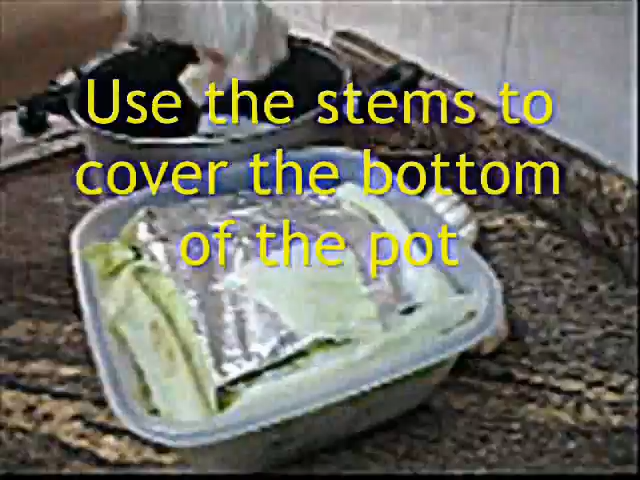 Use the stems to
cover the bottom
of the pot